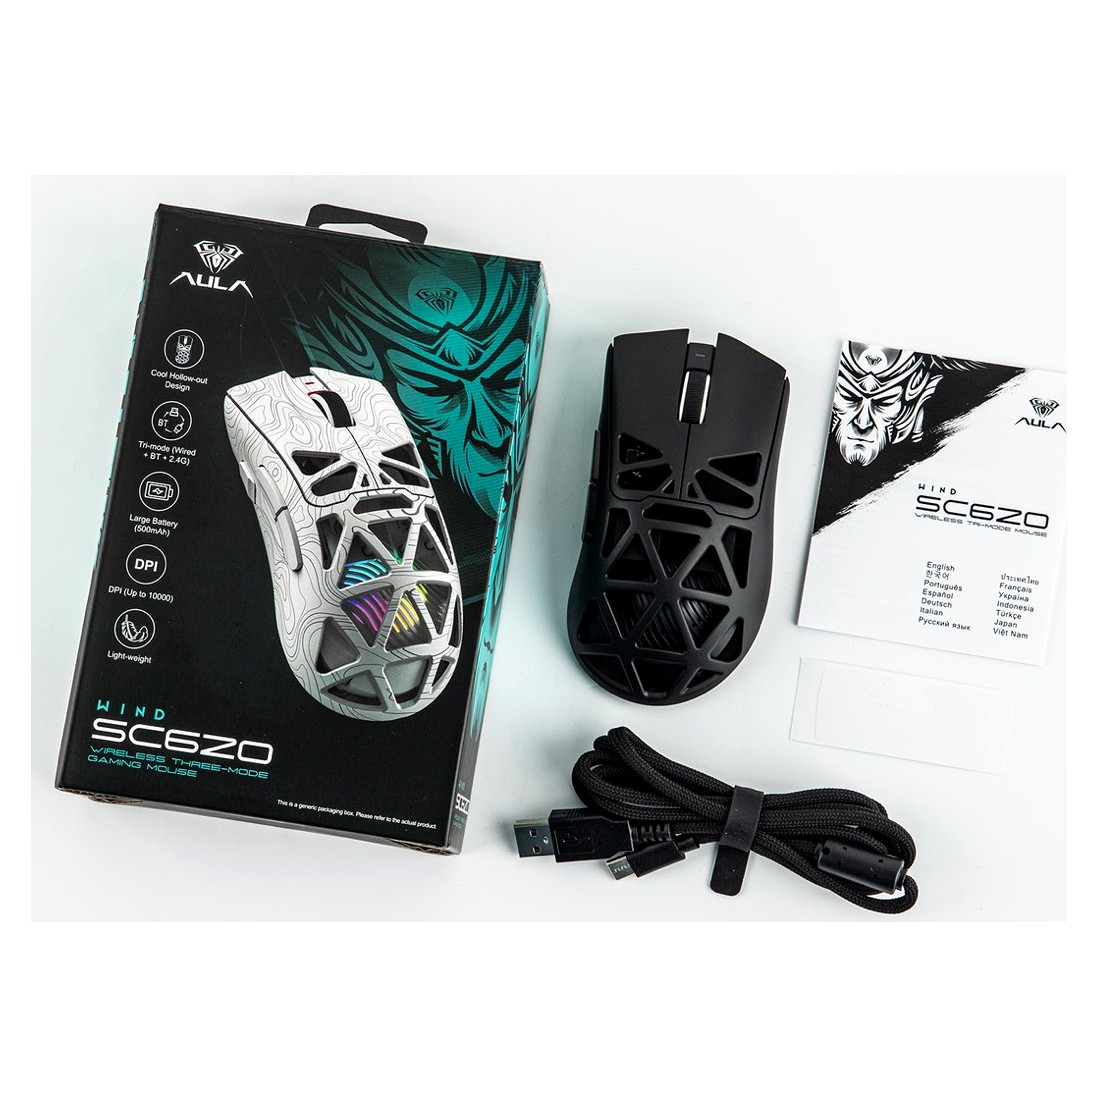 AULA
Cool Hollow-out
Design
BT
Tri-mode (Wired
+ BT + 2.4G)
Large Battery
(500mAh)
DPI
DPI (Up to 10000)
Light-weight
WIND
SC620
WIRELESS THREE-MODE
GAMING MOUSE
This is a generic packaging box. Please refer to the actual product.
AULA
WIND
SC620
WIRELESS TRI-MODE MOUSE
English
한국어
Português
Español
Deutsch
Italian
Русский язык
ประเทศไทย
Français
Україна
Indonesia
Türkçe
Japan
Việt Nam